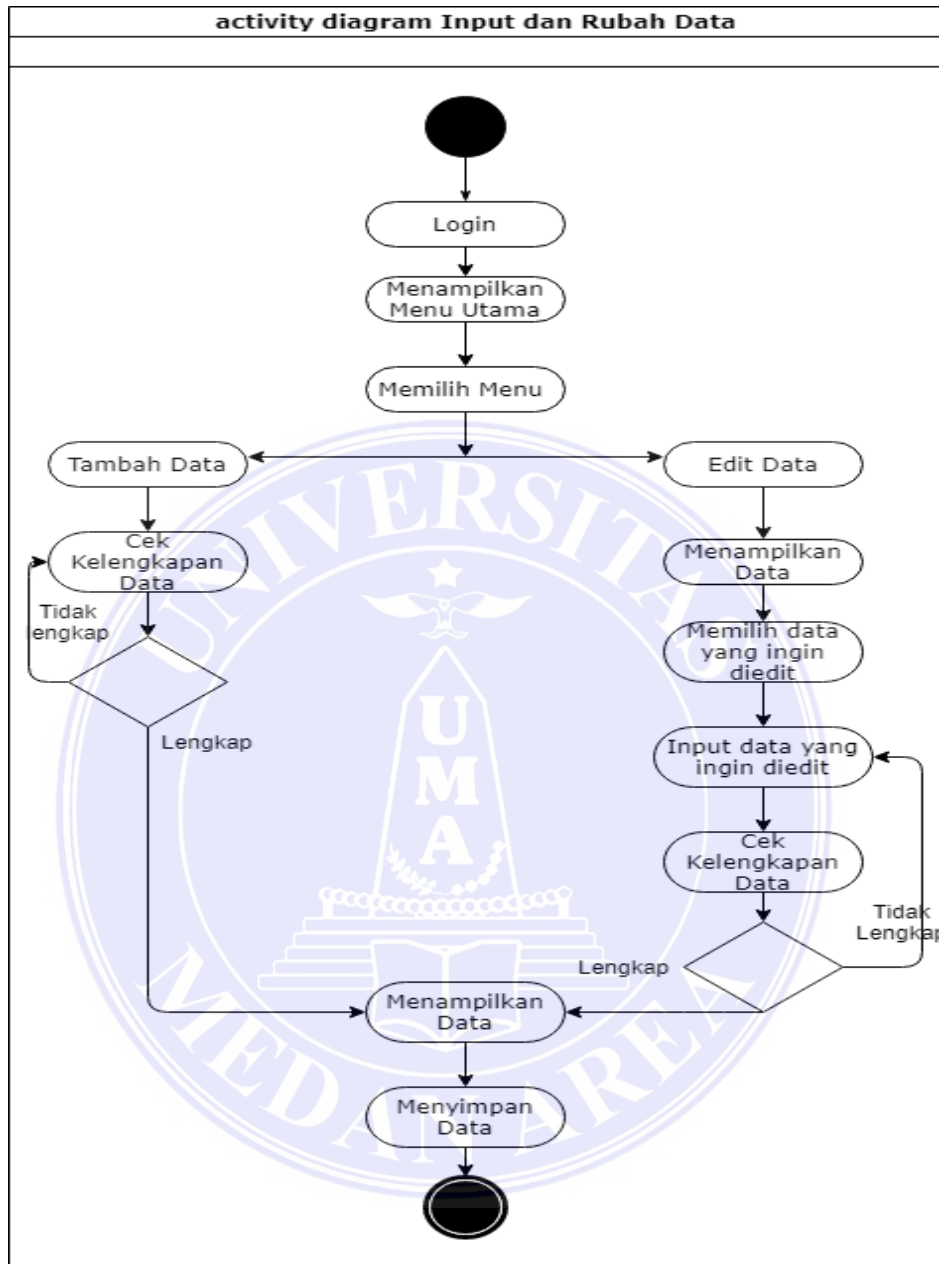 activity diagram Input dan Rubah Data
Login
Menampilkan
Menu Utama
Memilih Menu
Tambah Data
Edit Data
Cek
Kelengkapan
Data
Menampilkan
Data
Tidak
lengkap
Memilih data
yang ingin
diedit
Lengkap
Input data yang
ingin diedit
Cek
Kelengkapan
Data
Tidak
Lengkap
Lengkap
Menampilkan
Data
Menyimpan
Data
UNIVERSITAS
U
M
A
MEDAN AREA